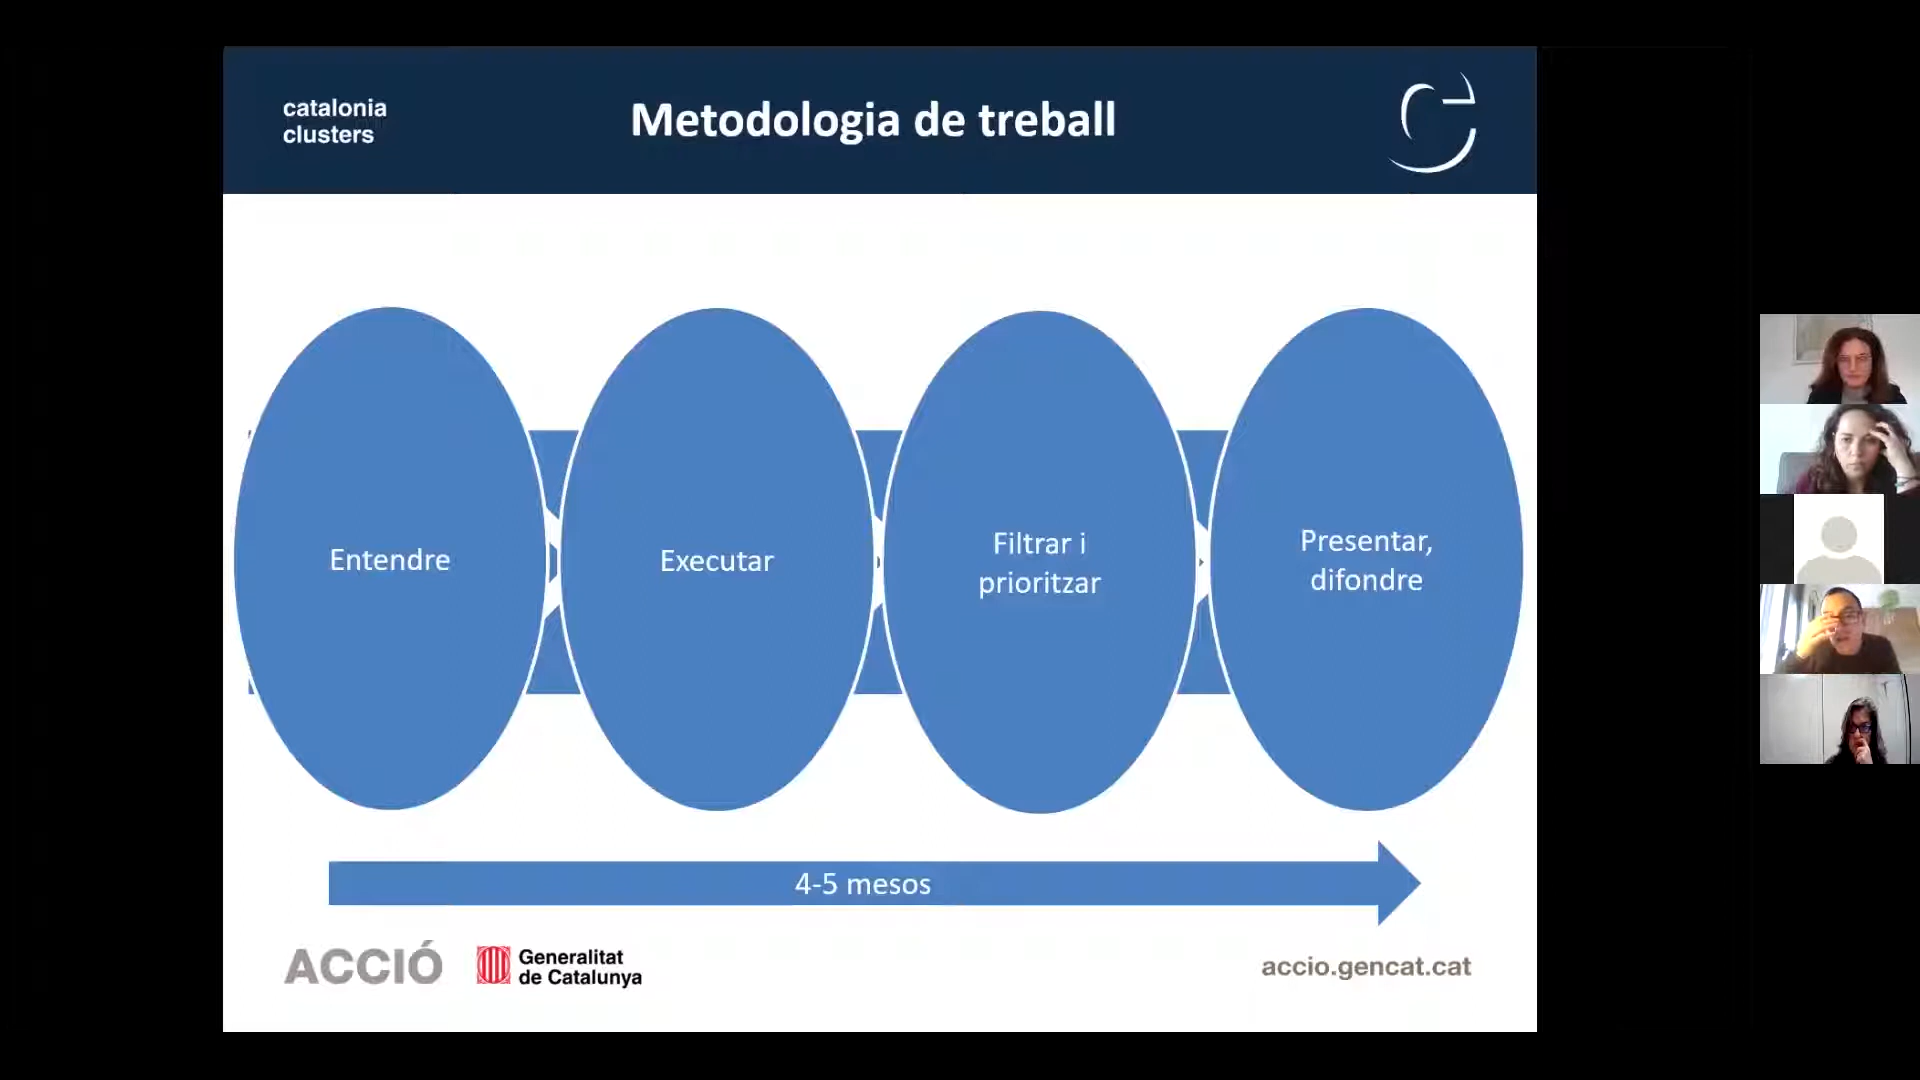 catalonia
clusters
Metodologia de treball
Entendre
Executar
Filtrar i
prioritzar
Presentar,
difondre
4-5 mesos
ACCIÓ
Generalitat
de Catalunya
accio.gencat.cat